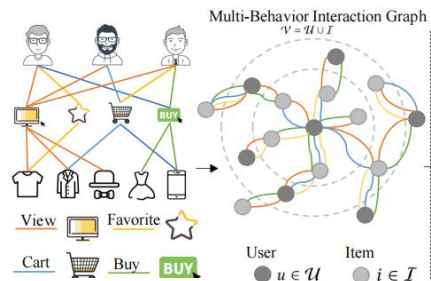 Multi-Behavior Interaction Graph
𝒱 = 𝒰 ∪ ℐ
BUY
View
Favorite
Cart
Buy
BUY
User
Item
u ∈ 𝒰
i ∈ ℐ